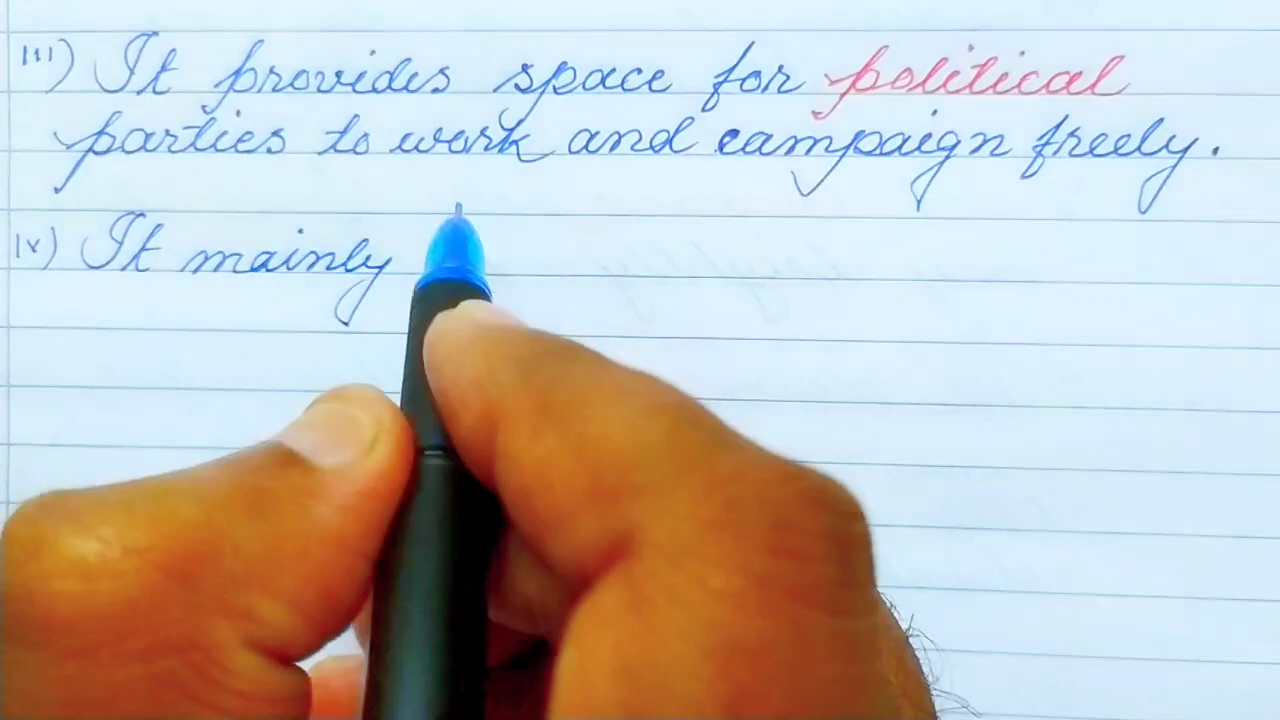 iii) It provides space for political
parties to work and campaign freely.
iv) It mainly